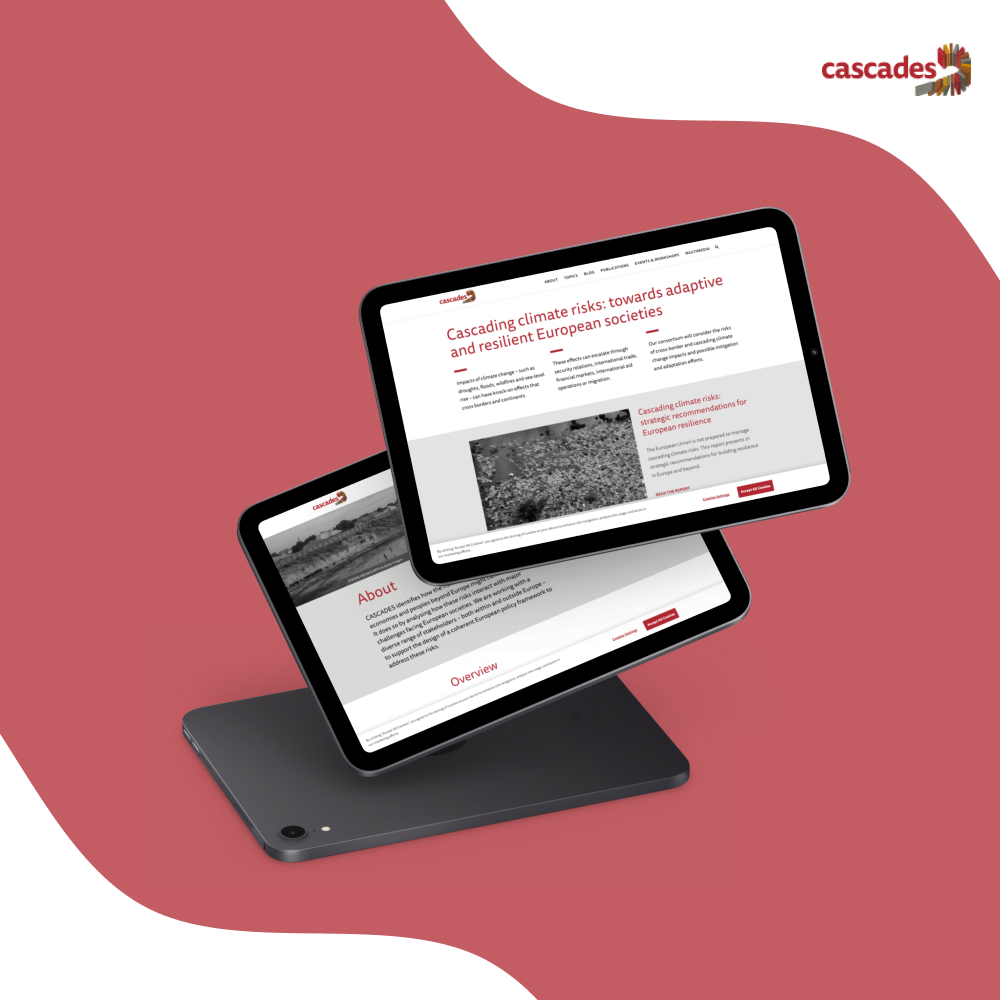 cascades
cascades
ABOUT TOPICS BLOG PUBLICATIONS EVENTS & WORKSHOPS MULTIMEDIA
Cascading climate risks: towards adaptive
and resilient European societies
Impacts of climate change – such as
droughts, floods, wildfires and sea-level
rise – can have knock-on effects that
cross borders and continents.
These effects can escalate through
security relations, international trade,
financial markets, international aid
operations or migration.
Our consortium will consider the risks
of cross-border and cascading climate
change impacts and possible mitigation
and adaptation efforts.
Cascading climate risks:
strategic recommendations for
European resilience
The European Union is not prepared to manage
cascading climate risks. This report presents
strategic recommendations for building resilience
in Europe and beyond.
READ THE REPORT
By clicking "Accept All Cookies", you agree to the storing of cookies on your device to enhance site navigation, analyze site usage, and assist in
our marketing efforts.
Cookies Settings
Accept All Cookies
cascades
About
CASCADES identifies how the
economies and peoples beyond Europe might
It does so by analysing how these risks interact with major
challenges facing European societies. We are working with a
diverse range of stakeholders – both within and outside Europe –
to support the design of a coherent European policy framework to
address these risks.
Overview
By clicking "Accept All Cookies", you agree to the storing of cookies on your device to enhance site navigation, analyze site usage, and assist in
our marketing efforts.
Cookies Settings
Accept All Cookies